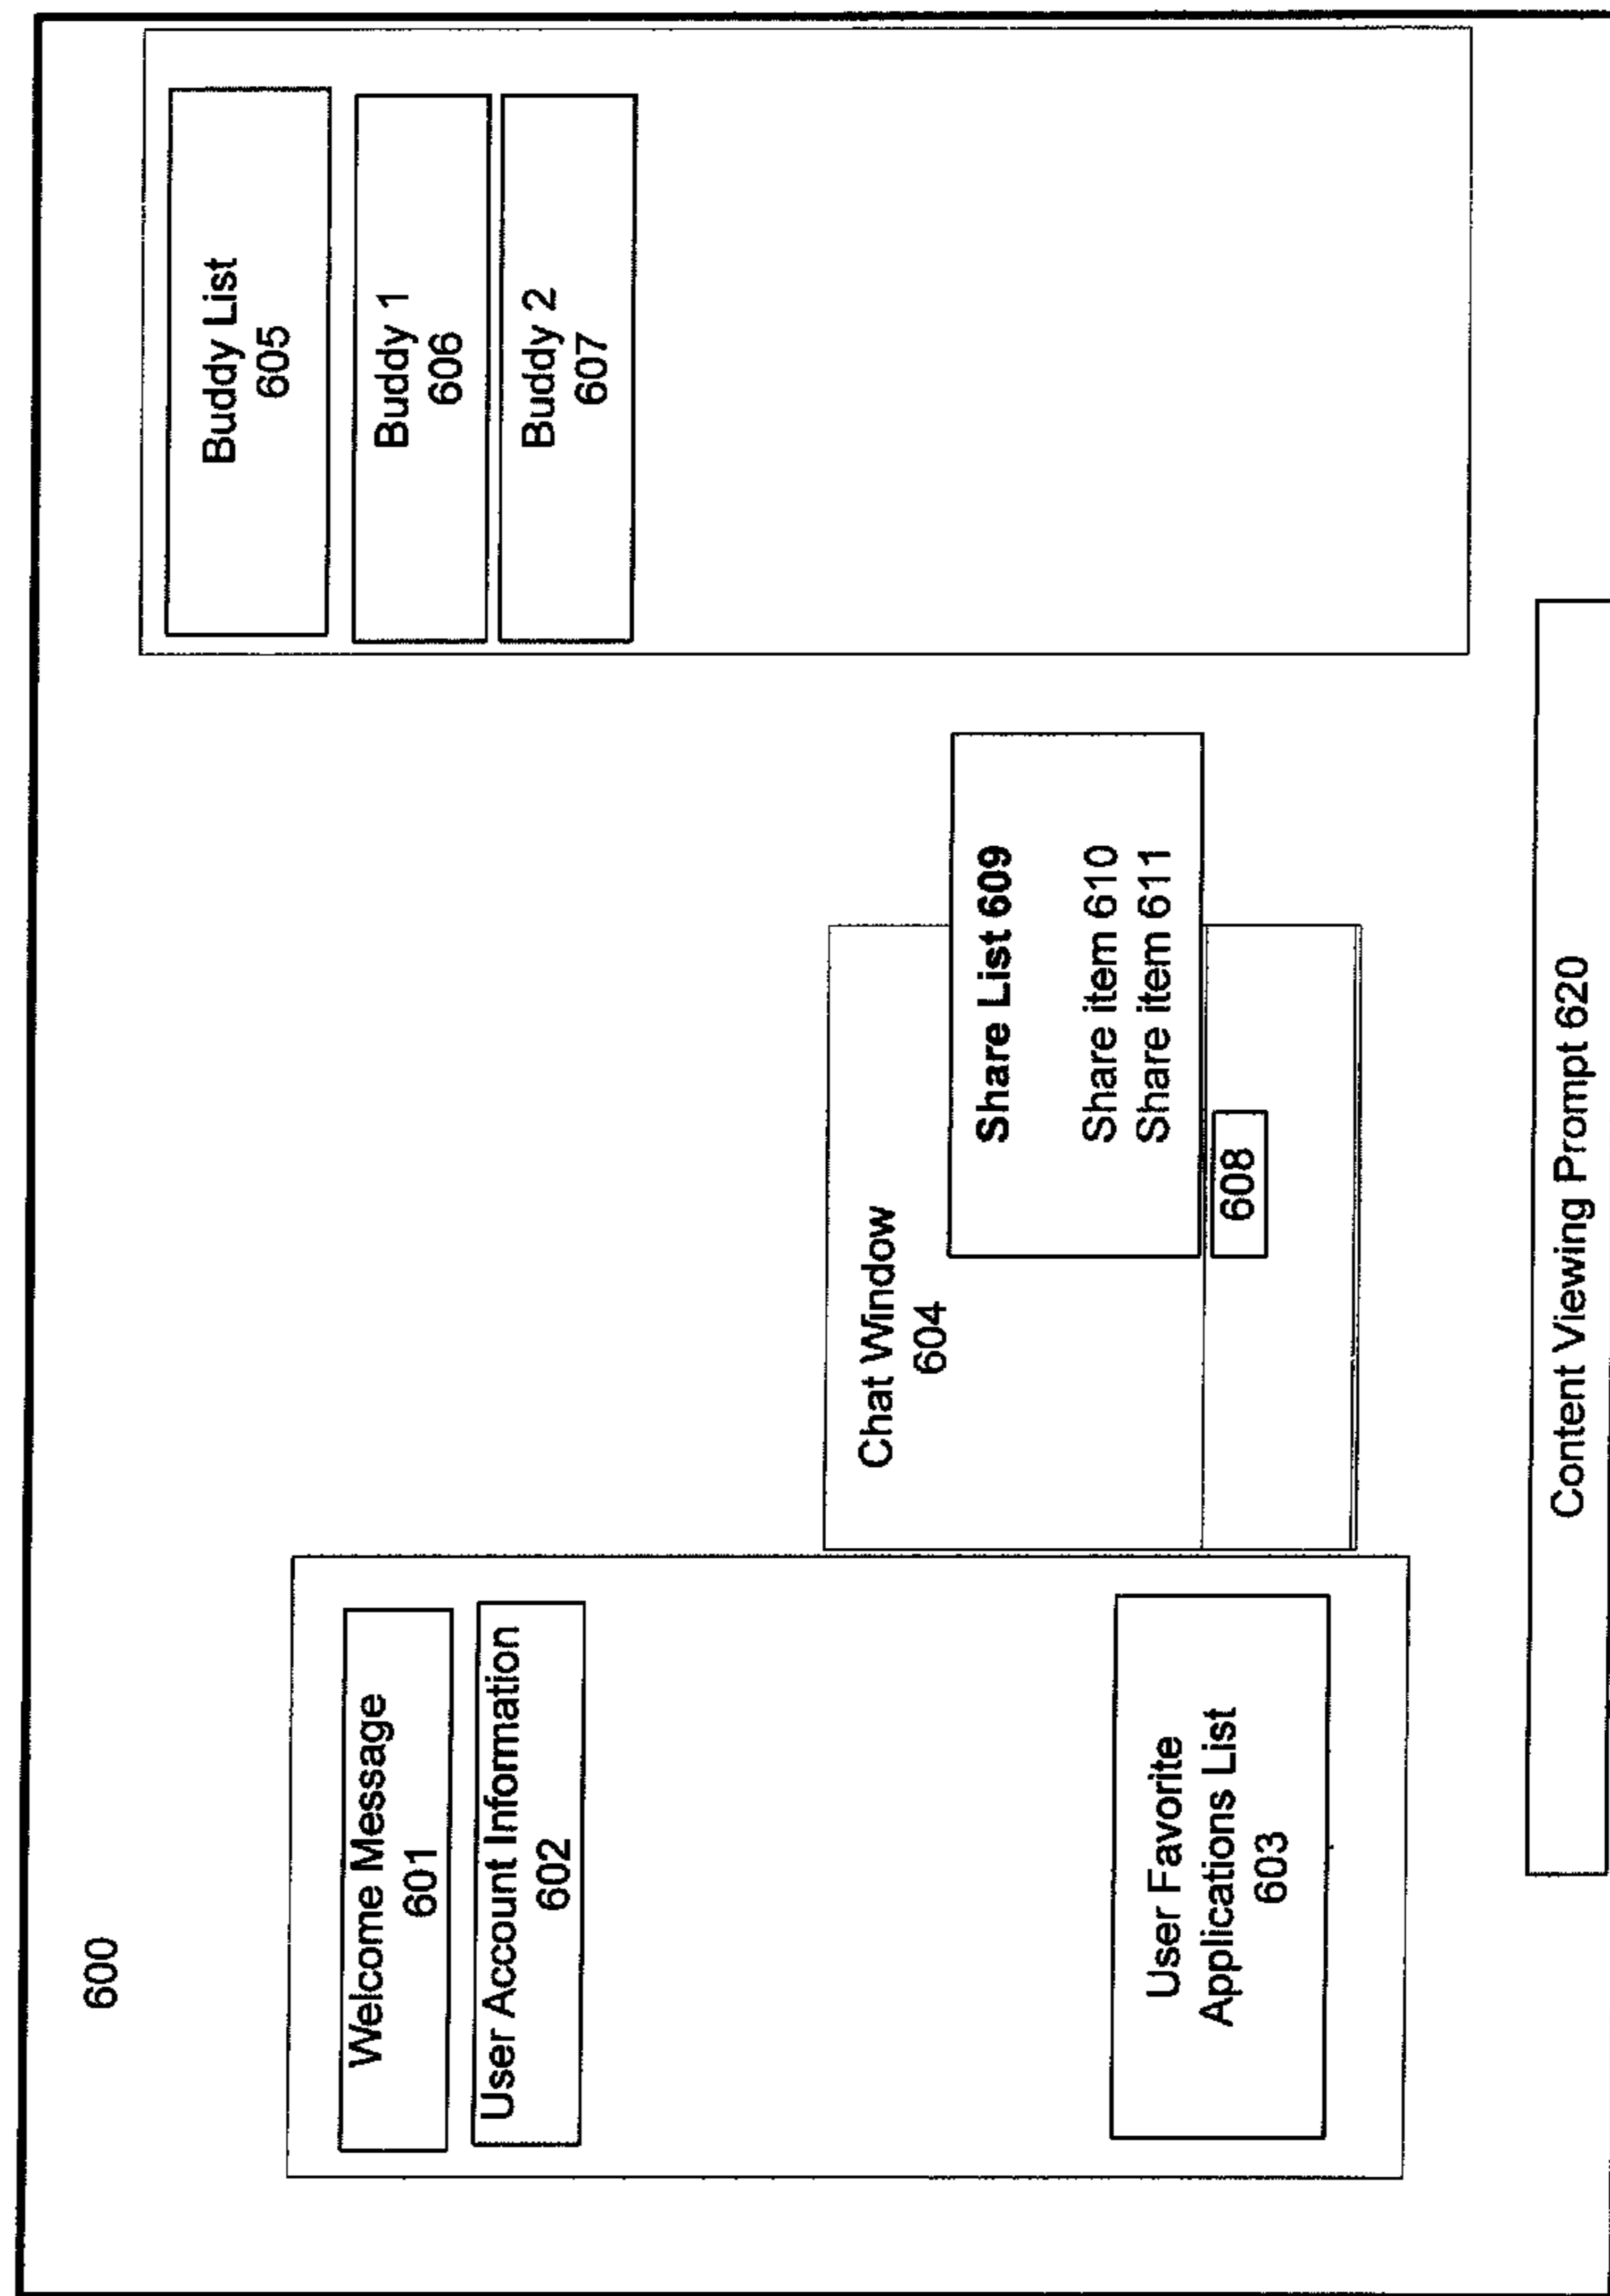 600
Welcome Message
601
User Account Information
602
User Favorite
Applications List
603
Chat Window
604
Share List 609
Share item 610
Share item 611
608
Buddy List
605
Buddy 1
606
Buddy 2
607
Content Viewing Prompt 620